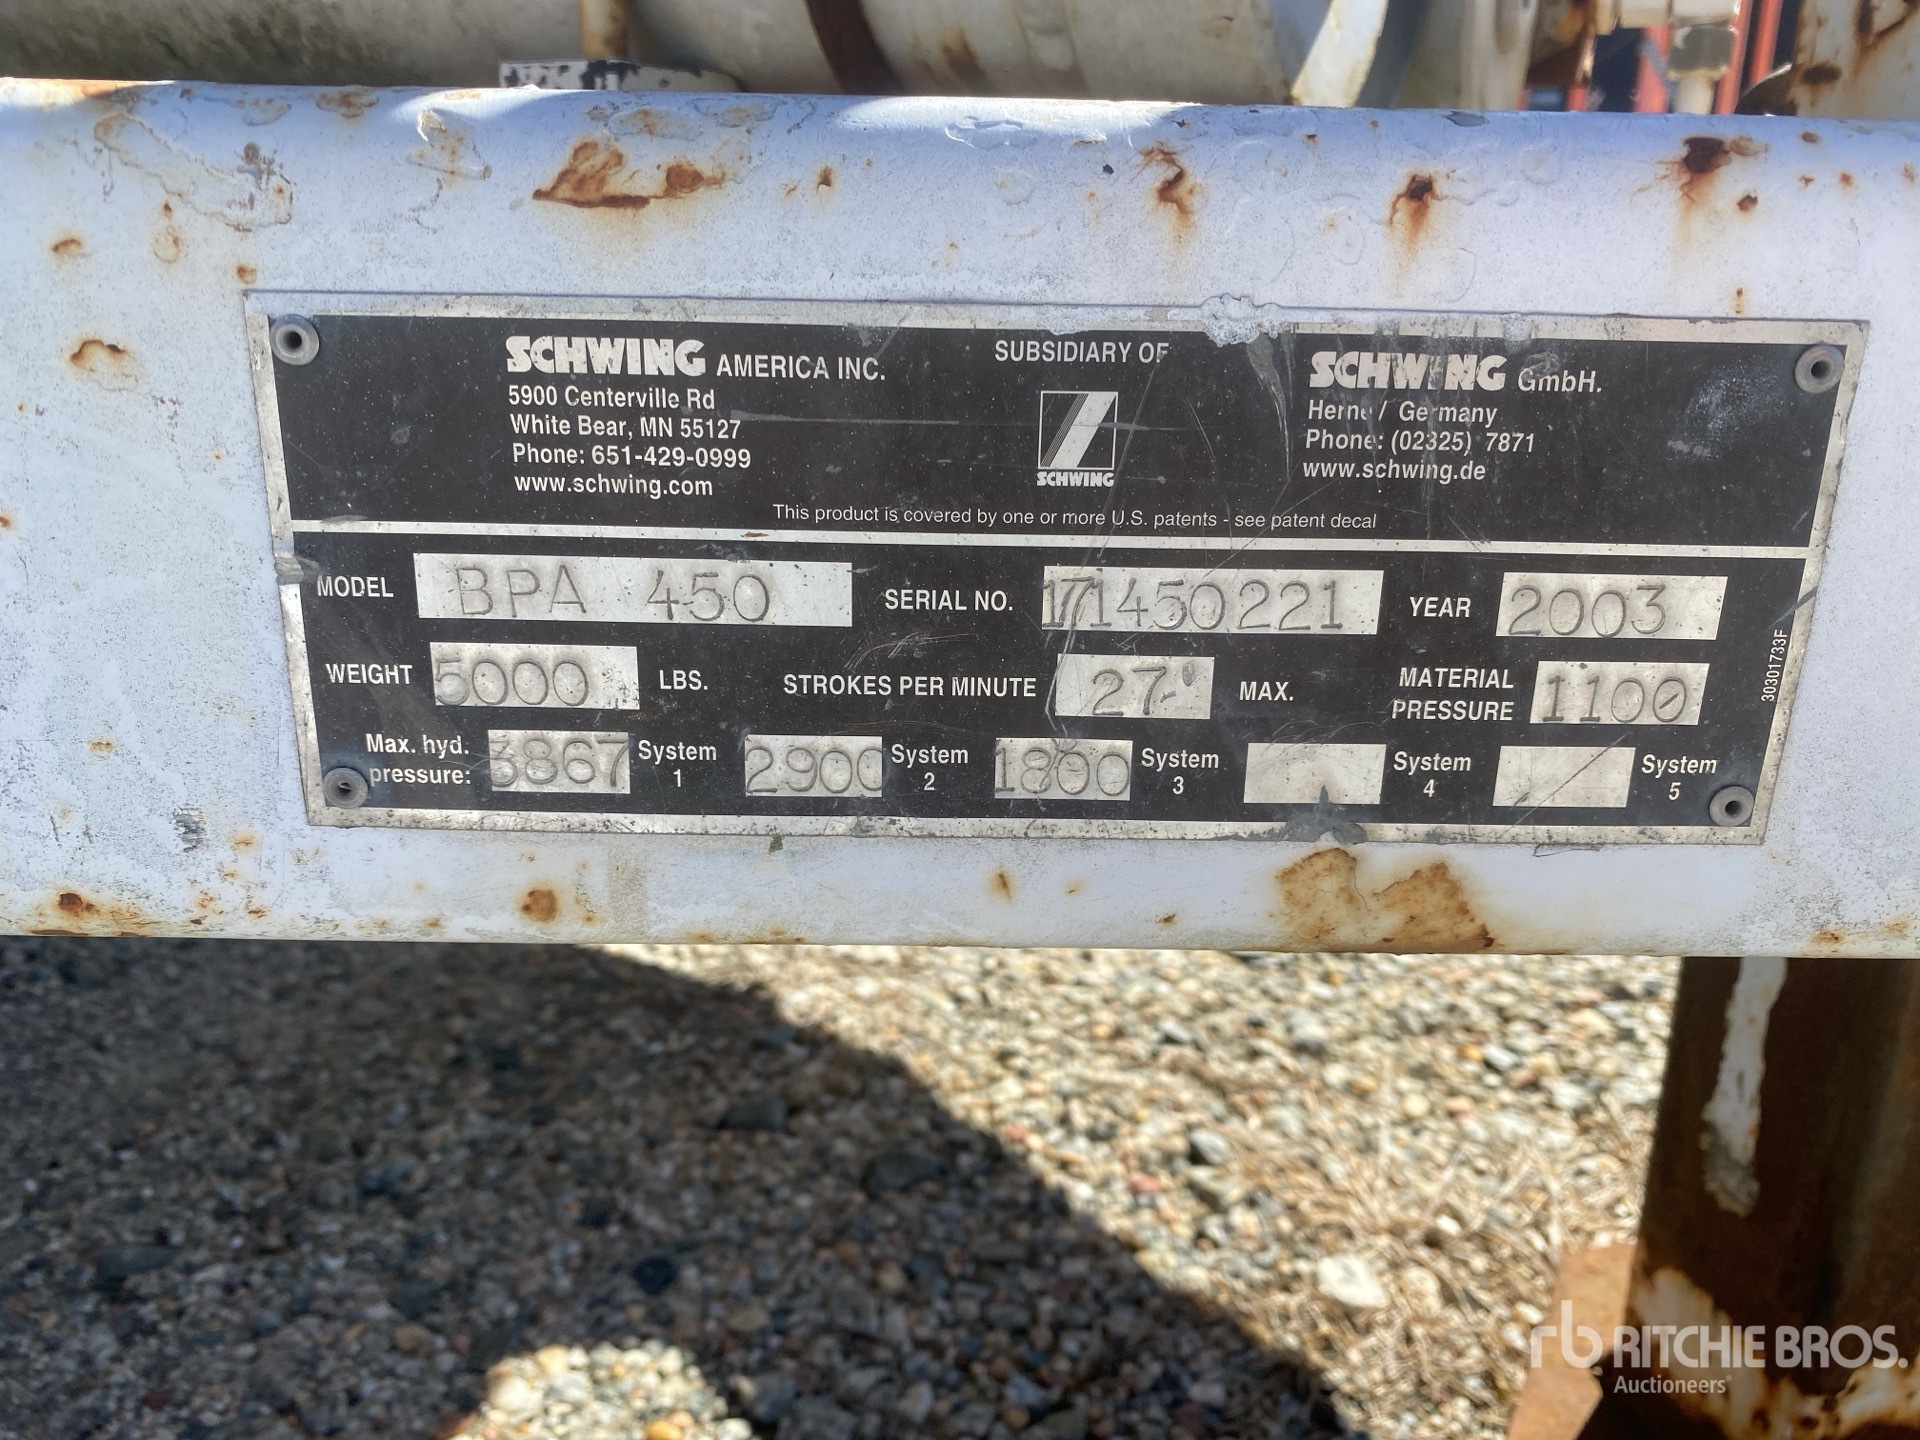 SCHWING AMERICA INC.
5900 Centerville Rd
White Bear, MN 55127
Phone: 651-429-0999
www.schwing.com
SUBSIDIARY OF
SCHWING
SCHWING GmbH.
Herne / Germany
Phone: (02325) 7871
www.schwing.de
This product is covered by one or more U.S. patents - see patent decal
MODEL BPA 450 SERIAL NO. 171450221 YEAR 2003
WEIGHT 5000 LBS. STROKES PER MINUTE 27 MAX. MATERIAL PRESSURE 1100
Max. hyd. pressure: 3867 System 1 2900 System 2 1800 System 3 System 4 System 5
30301733F
rb RITCHIE BROS.
Auctioneers